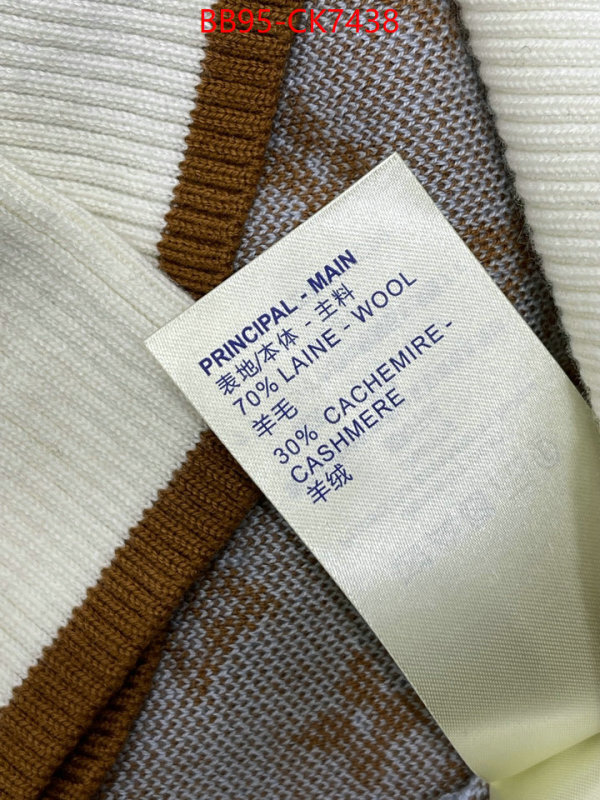 BB95-CK7438
PRINCIPAL - MAIN
表地/本体 - 主料
70% LAINE - WOOL
羊毛
30% CACHEMIRE -
CASHMERE
羊绒